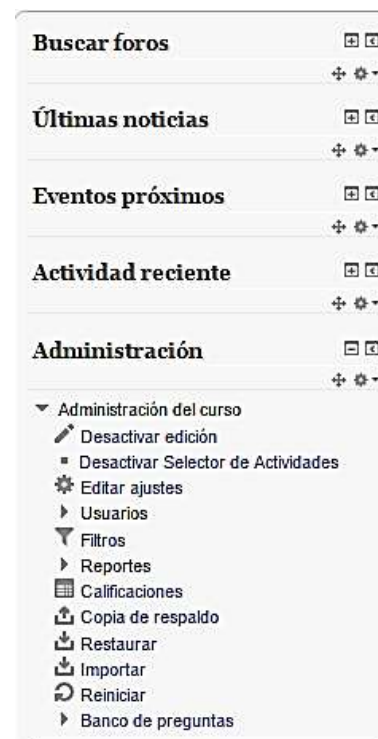 Buscar foros
Últimas noticias
Eventos próximos
Actividad reciente
Administración
Administración del curso
Desactivar edición
Desactivar Selector de Actividades
Editar ajustes
Usuarios
Filtros
Reportes
Calificaciones
Copia de respaldo
Restaurar
Importar
Reiniciar
Banco de preguntas